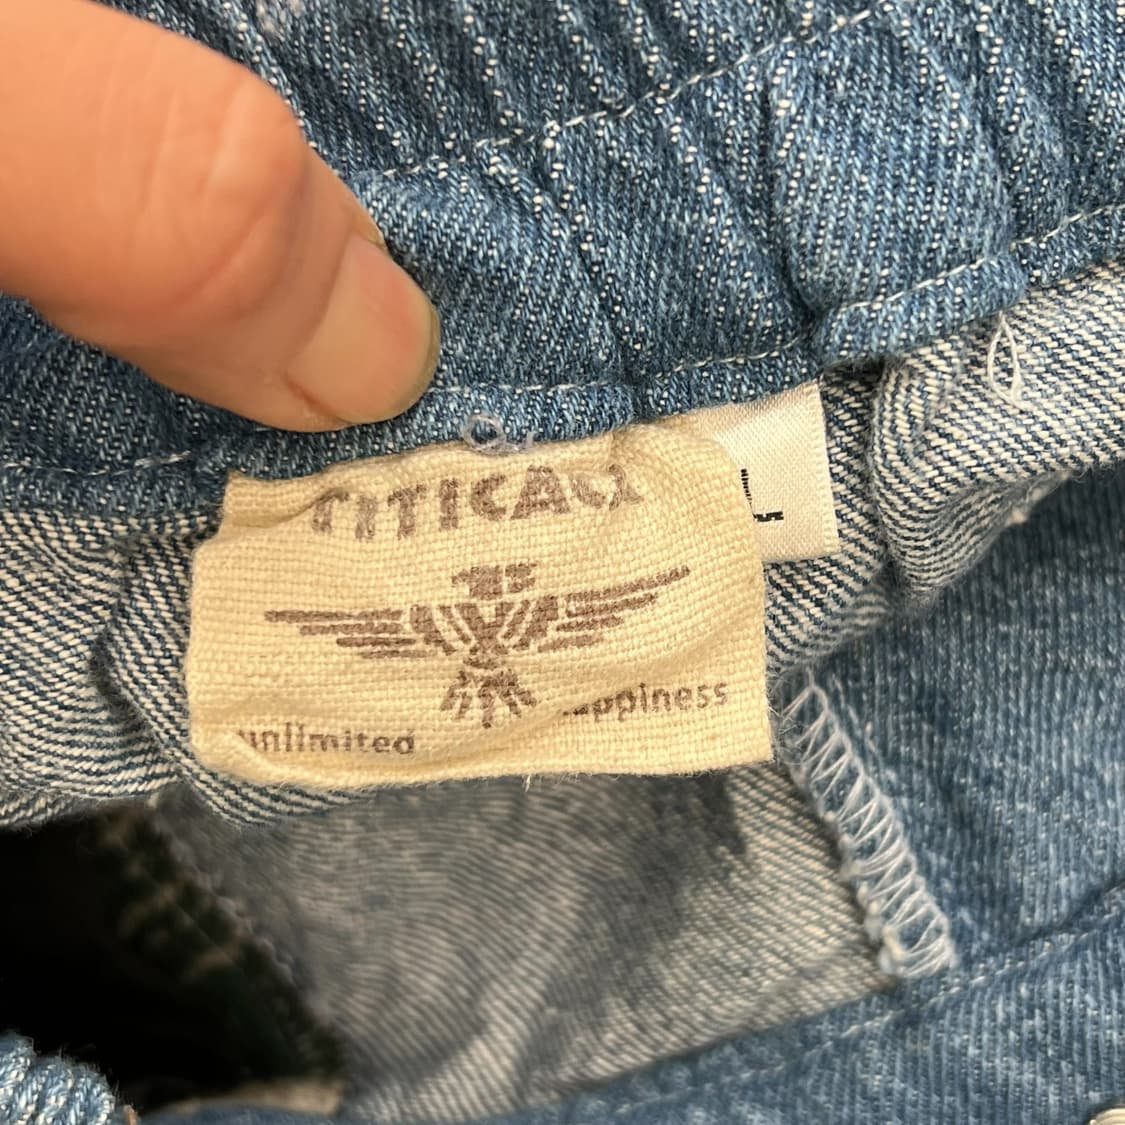 TITICACA
L
unlimited
happiness